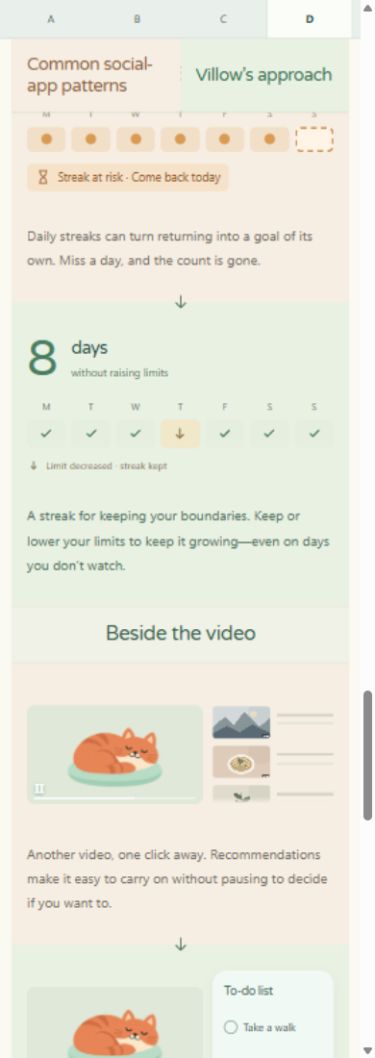 A B C D
Common social-
app patterns
Villow's approach
M T W T F S S
Streak at risk · Come back today
Daily streaks can turn returning into a goal of its
own. Miss a day, and the count is gone.
↓
8 days
without raising limits
M T W T F S S
✓ ✓ ✓ ↓ ✓ ✓ ✓
↓ Limit decreased · streak kept
A streak for keeping your boundaries. Keep or
lower your limits to keep it growing—even on days
you don't watch.
Beside the video
Another video, one click away. Recommendations
make it easy to carry on without pausing to decide
if you want to.
↓
To-do list
Take a walk